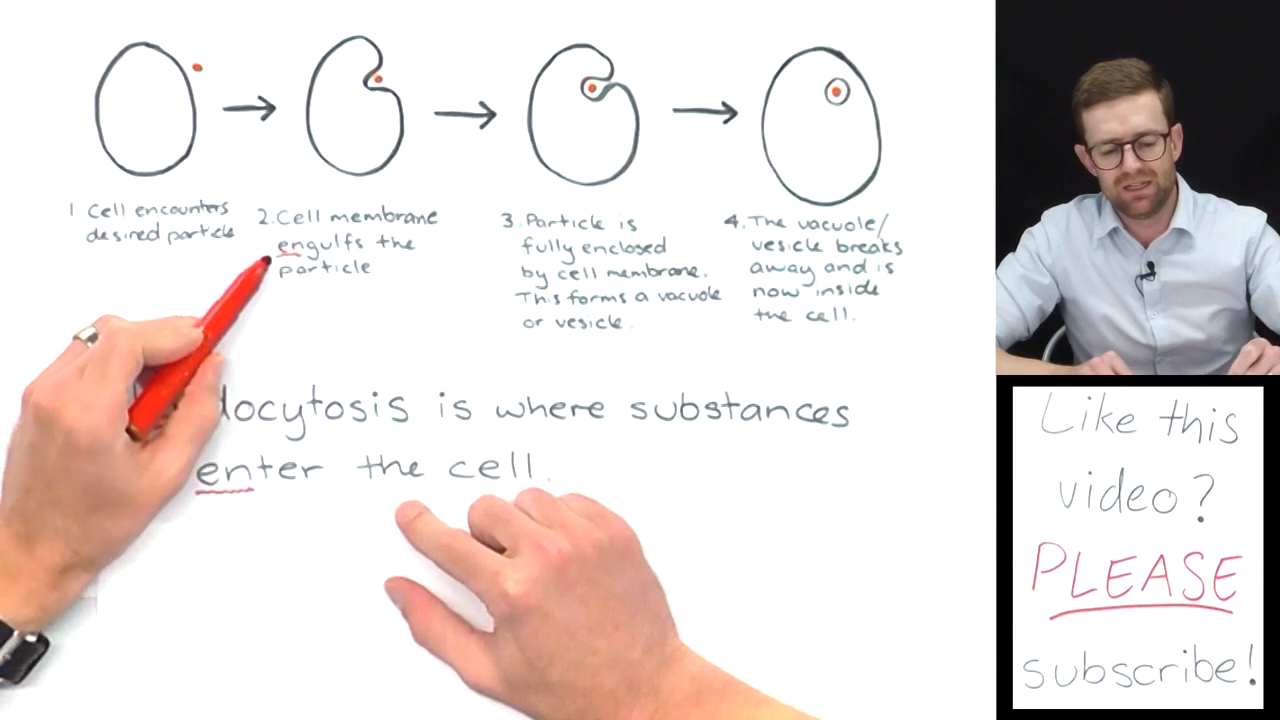 1 Cell encounters
desired particle
2. Cell membrane
engulfs the
particle
3. Particle is
fully enclosed
by cell membrane.
This forms a vacuole
or vesicle.
4. The vacuole/
vesicle breaks
away and is
now inside
the cell.
docytosis is where substances
enter the cell.
Like this
video?
PLEASE
subscribe!